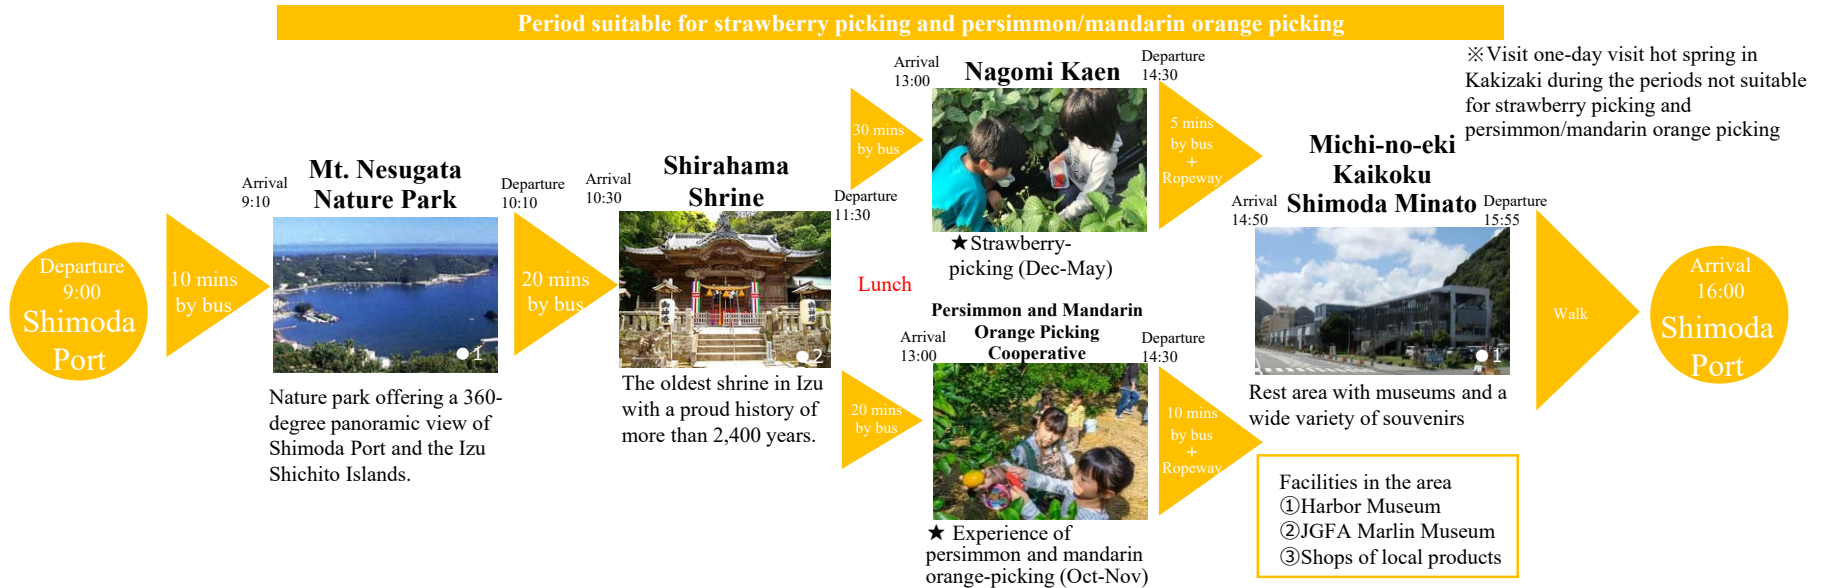 Period suitable for strawberry picking and persimmon/mandarin orange picking
※Visit one-day visit hot spring in
Kakizaki during the periods not suitable
for strawberry picking and
persimmon/mandarin orange picking
Departure
9:00
Shimoda
Port
10 mins
by bus
Arrival
9:10
Mt. Nesugata
Nature Park
Departure
10:10
●1
Nature park offering a 360-
degree panoramic view of
Shimoda Port and the Izu
Shichito Islands.
20 mins
by bus
Arrival
10:30
Shirahama
Shrine
Departure
11:30
御神燈
御神燈
●2
The oldest shrine in Izu
with a proud history of
more than 2,400 years.
30 mins
by bus
Lunch
20 mins
by bus
Arrival
13:00
Nagomi Kaen
Departure
14:30
★Strawberry-
picking (Dec-May)
5 mins
by bus
+
Ropeway
Persimmon and Mandarin
Orange Picking
Cooperative
Arrival
13:00
Departure
14:30
★ Experience of
persimmon and mandarin
orange-picking (Oct-Nov)
10 mins
by bus
+
Ropeway
Michi-no-eki
Kaikoku
Shimoda Minato
Arrival
14:50
Departure
15:55
●1
Rest area with museums and a
wide variety of souvenirs
Facilities in the area
①Harbor Museum
②JGFA Marlin Museum
③Shops of local products
Walk
Arrival
16:00
Shimoda
Port